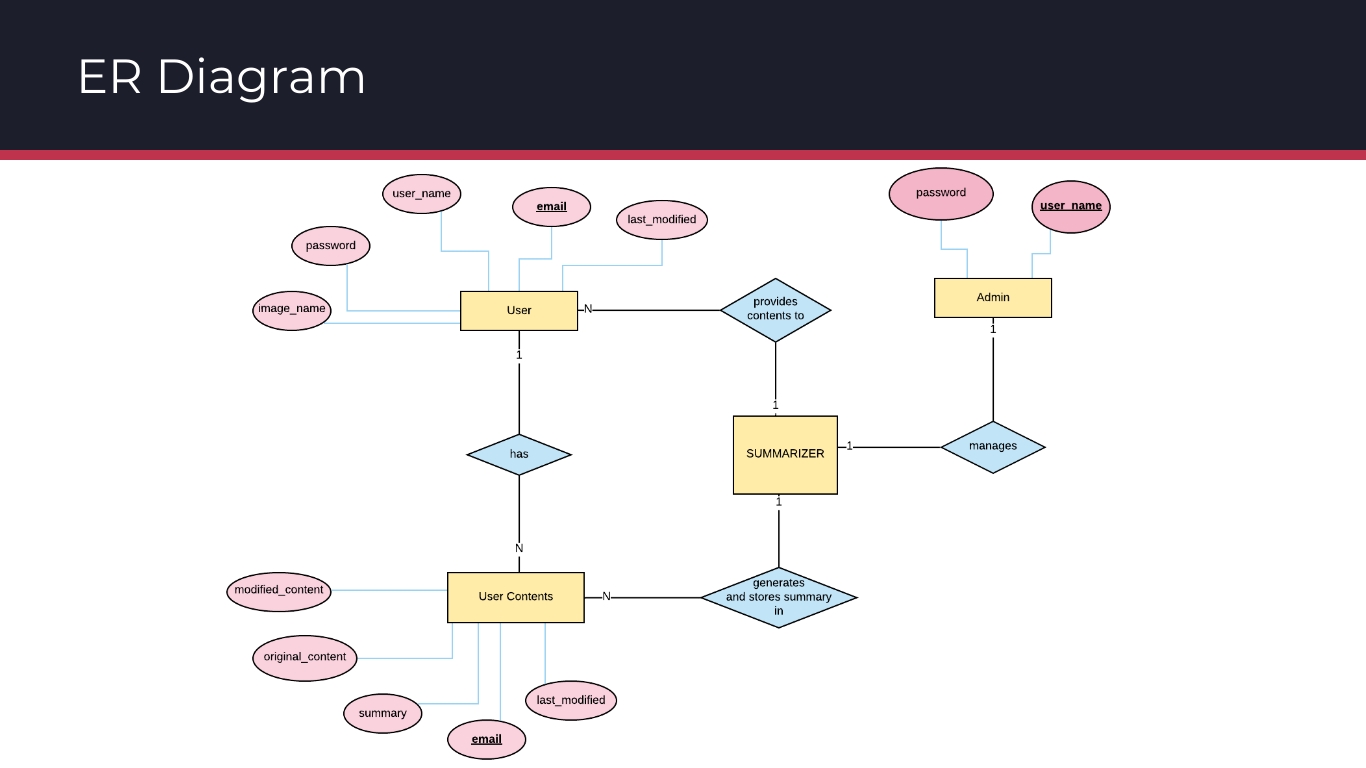 ER Diagram
user_name
email
last_modified
password
image_name
User
N
provides
contents to
password
user_name
Admin
1
1
1
has
SUMMARIZER
1
manages
1
N
User Contents
N
generates
and stores summary
in
modified_content
original_content
summary
email
last_modified